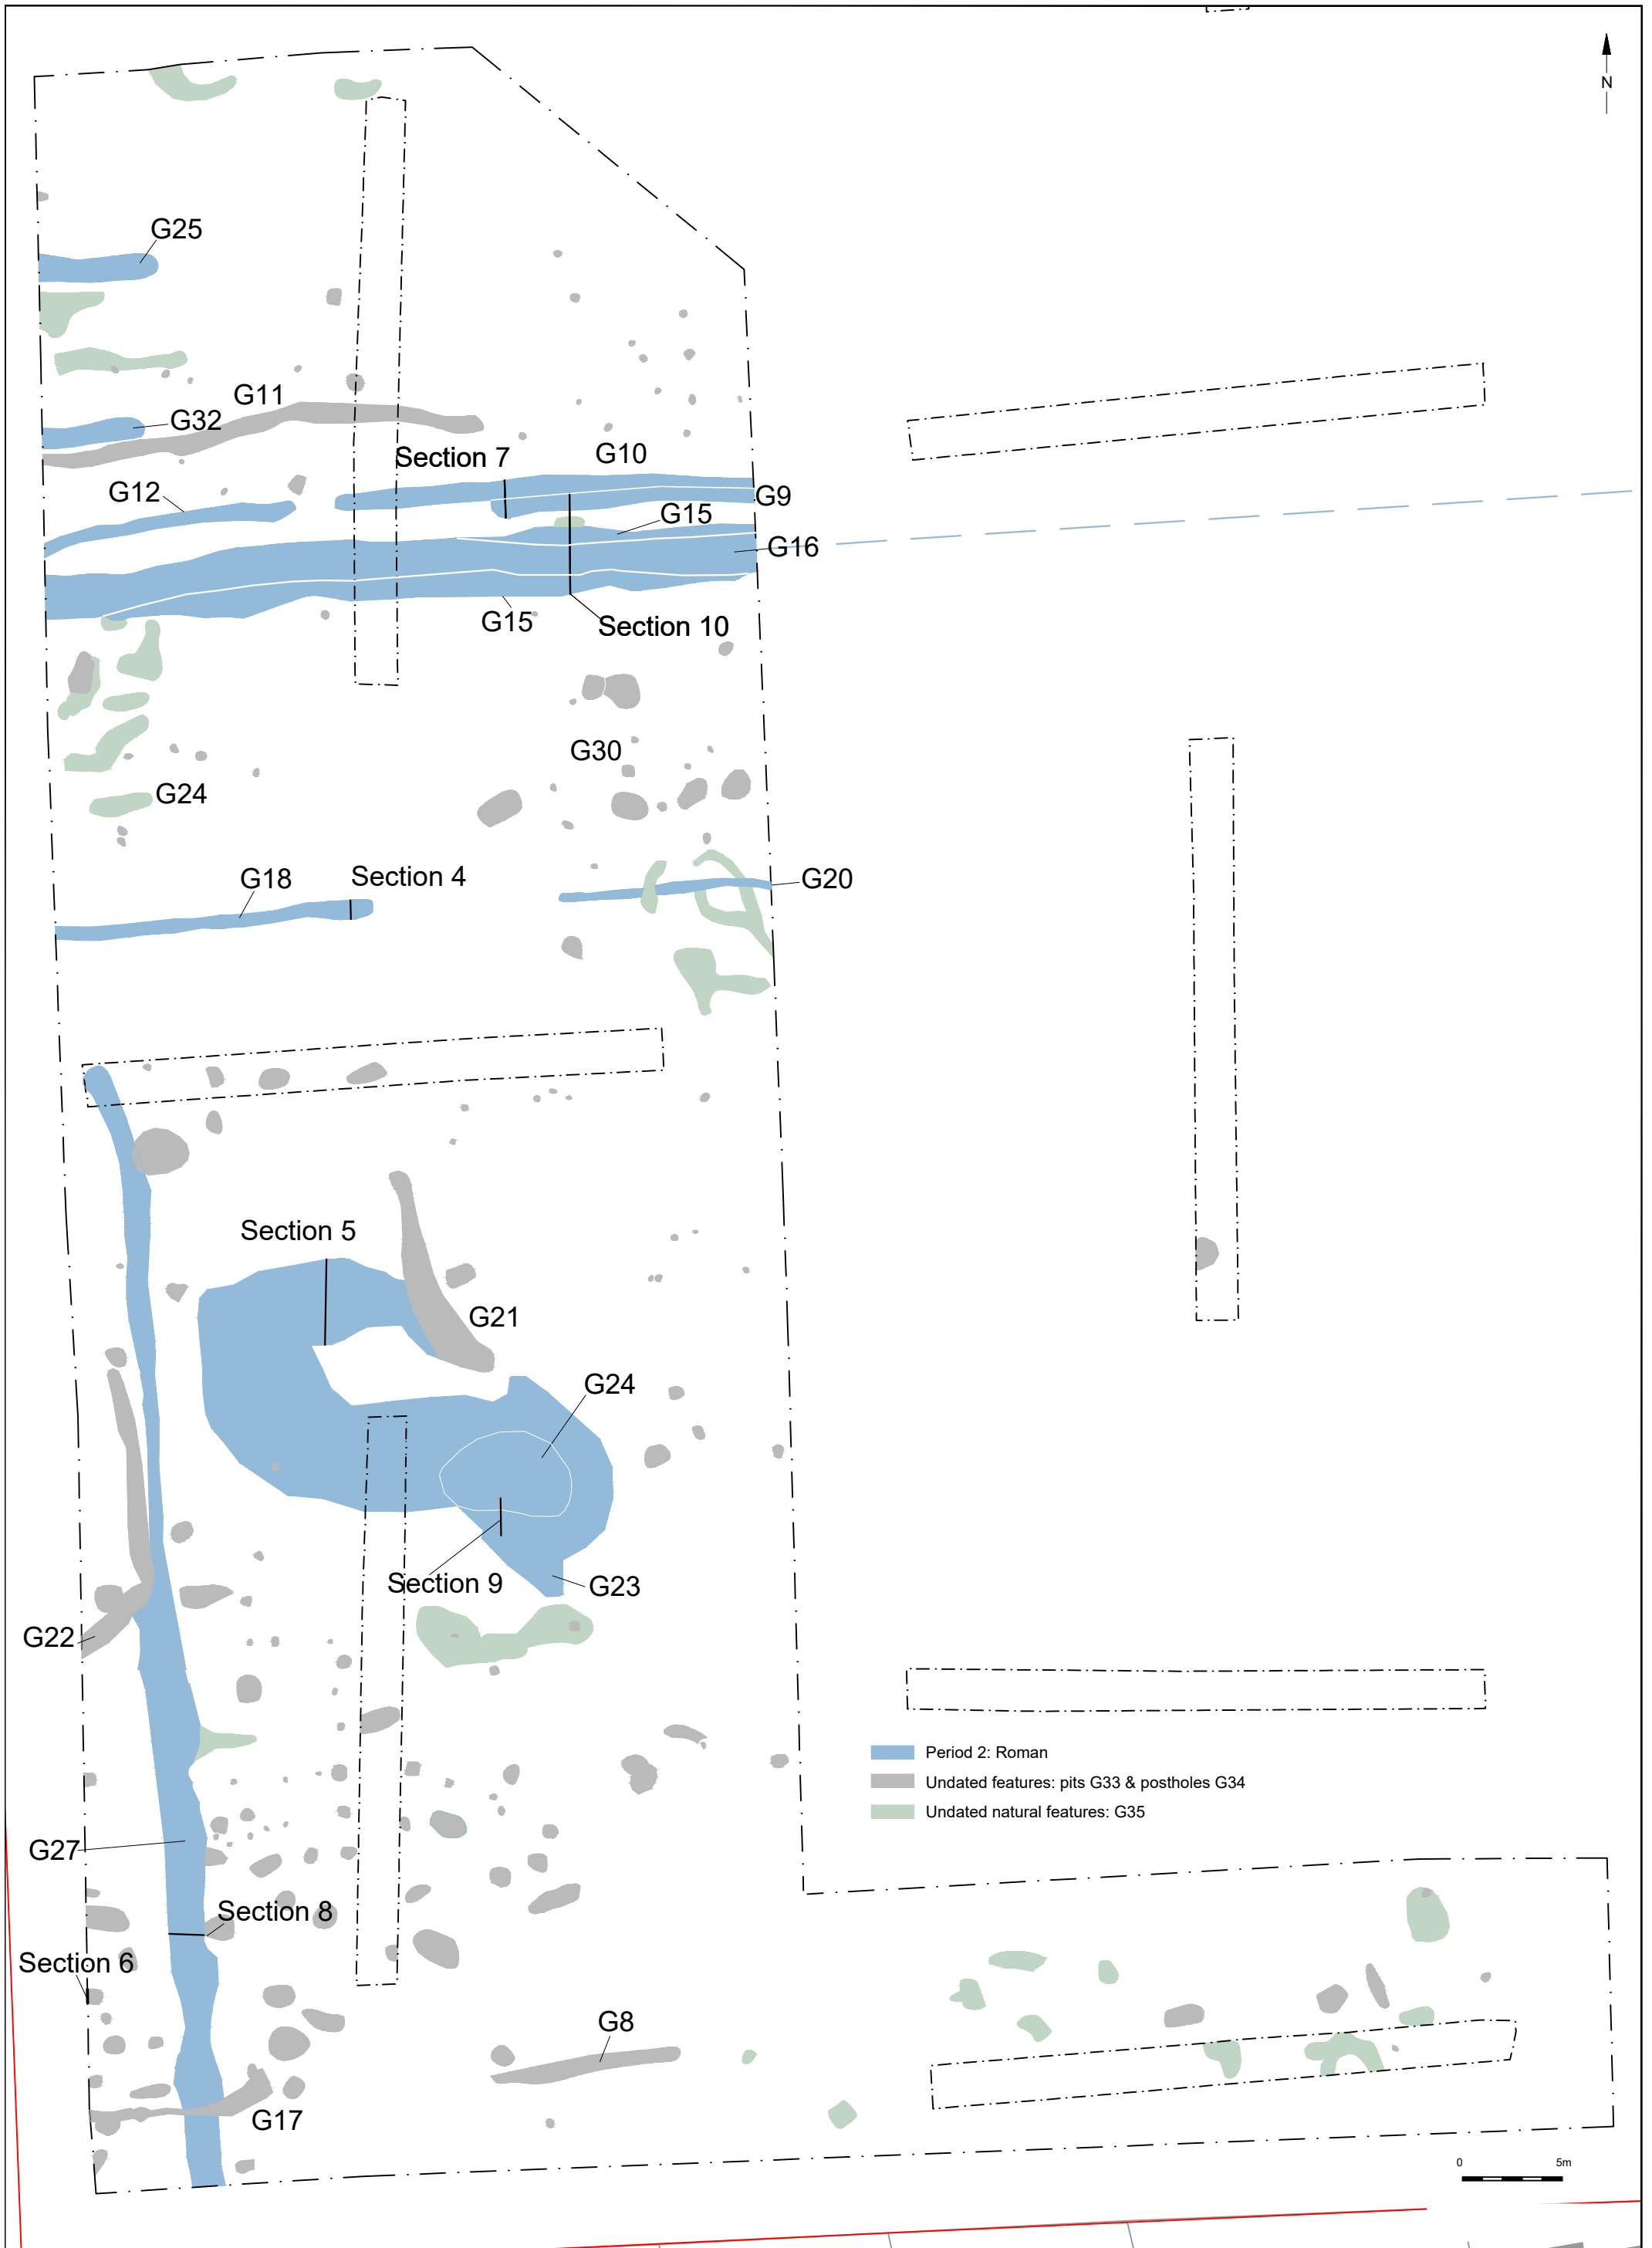 N
G25
G11
G32
Section 7
G10
G12
G9
G15
G16
G15
Section 10
G30
G24
G18
Section 4
G20
Section 5
G21
G24
Section 9
G23
G22
Period 2: Roman
Undated features: pits G33 & postholes G34
Undated natural features: G35
G27
Section 8
Section 6
G8
G17
0 5m